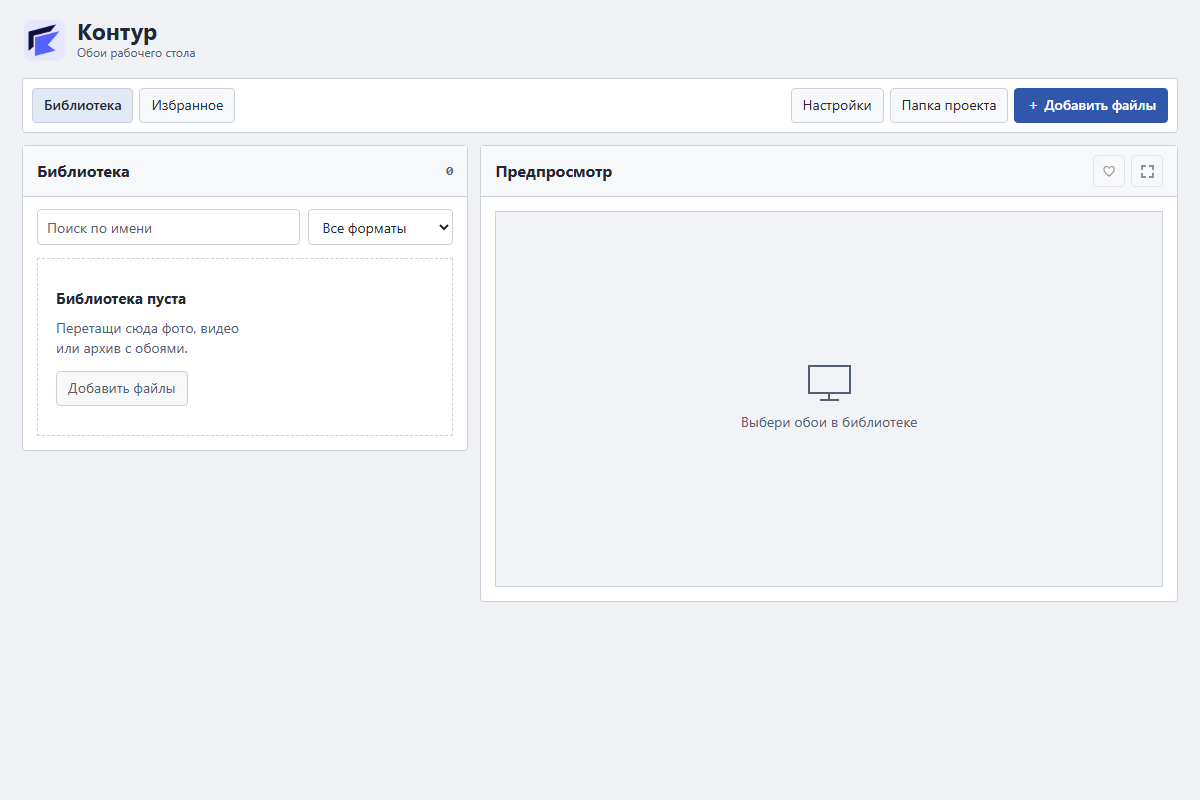 Контур
Обои рабочего стола
Библиотека
Избранное
Настройки
Папка проекта
+ Добавить файлы
Библиотека
0
Поиск по имени
Все форматы
Библиотека пуста
Перетащи сюда фото, видео
или архив с обоями.
Добавить файлы
Предпросмотр
Выбери обои в библиотеке